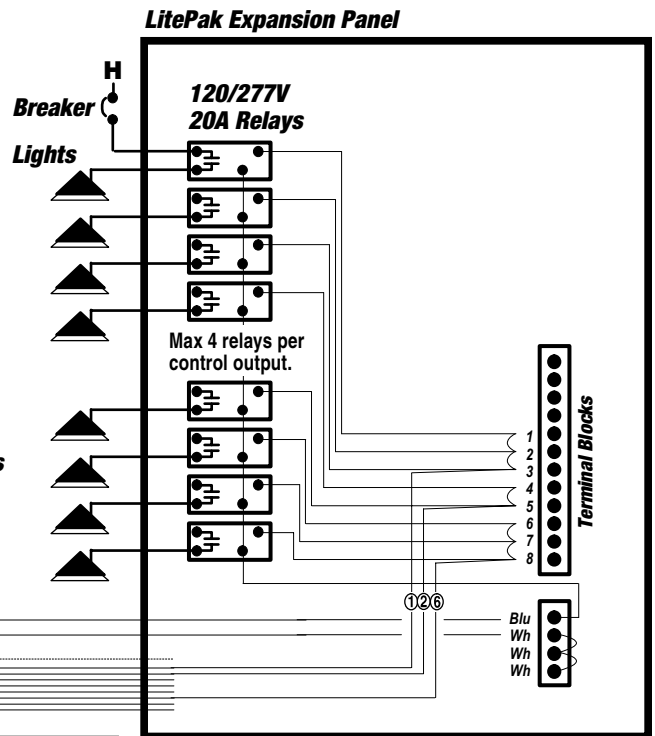 LitePak Expansion Panel
H
Breaker
120/277V
20A Relays
Lights
Max 4 relays per
control output.
s
Terminal Blocks
1
2
3
4
5
6
7
8
①②⑥
Blu
Wh
Wh
Wh